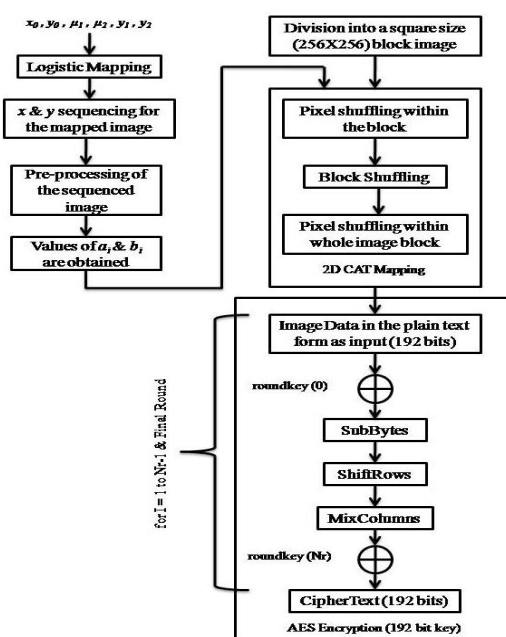 x₀, y₀, μ₁, μ₂, γ₁, γ₂
Logistic Mapping
x & y sequencing for
the mapped image
Pre-processing of
the sequenced
image
Values of aᵢ & bᵢ
are obtained
Division into a square size
(256X256) block image
Pixel shuffling within
the block
Block Shuffling
Pixel shuffling within
whole image block
2D CAT Mapping
Image Data in the plain text
form as input (192 bits)
roundkey (0)
SubBytes
ShiftRows
MixColumns
roundkey (Nr)
CipherText (192 bits)
AES Encryption (192 bit key)
for I = 1 to Nr-1 & Final Round